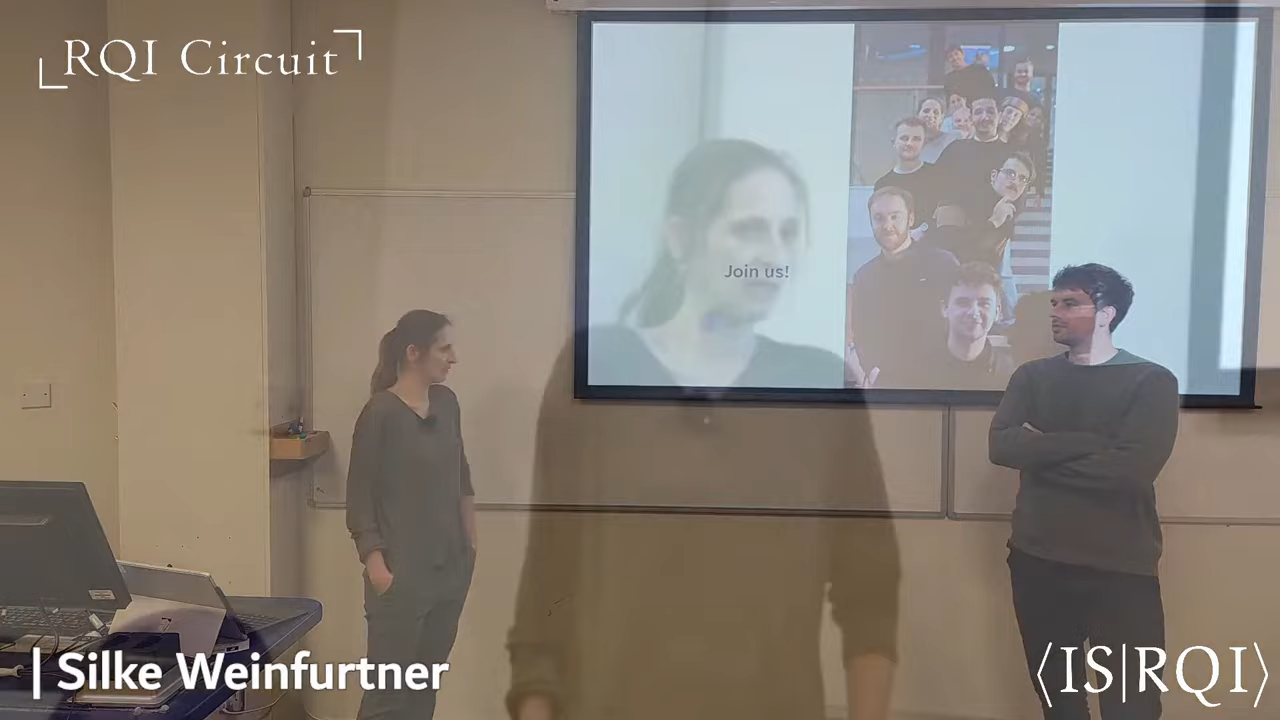 RQI Circuit
Join us!
| Silke Weinfurtner
⟨IS|RQI⟩